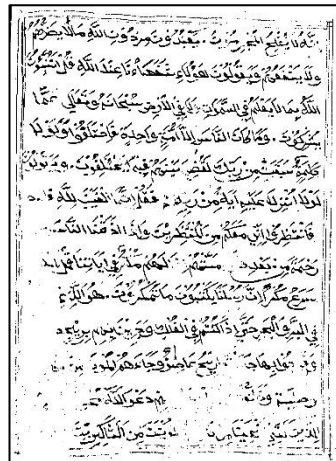 إنه لا يفلح المجرمون ويعبدون من دون الله ما لا يضرهم
ولا ينفعهم ويقولون هؤلاء شفعاؤنا عند الله قل أتنبئون
الله بما لا يعلم في السموات ولا في الأرض سبحانه وتعالى عما
يشركون وما كان الناس إلا أمة واحدة فاختلفوا ولولا
كلمة سبقت من ربك لقضي بينهم فيما فيه يختلفون ويقولون
لولا أنزل عليه آية من ربه فقل إنما الغيب لله
فانتظروا إني معكم من المنتظرين وإذا أذقنا الناس
رحمة من بعد مستهم لهم مكر في آياتنا قل الله
أسرع مكرا إن رسلنا يكتبون ما تمكرون هو الذي
في البر والبحر حتى إذا كنتم في الفلك وجرين بهم بريح
بها ريح عاصف وجاءهم الموج
دعوا الله
من الشاكرين